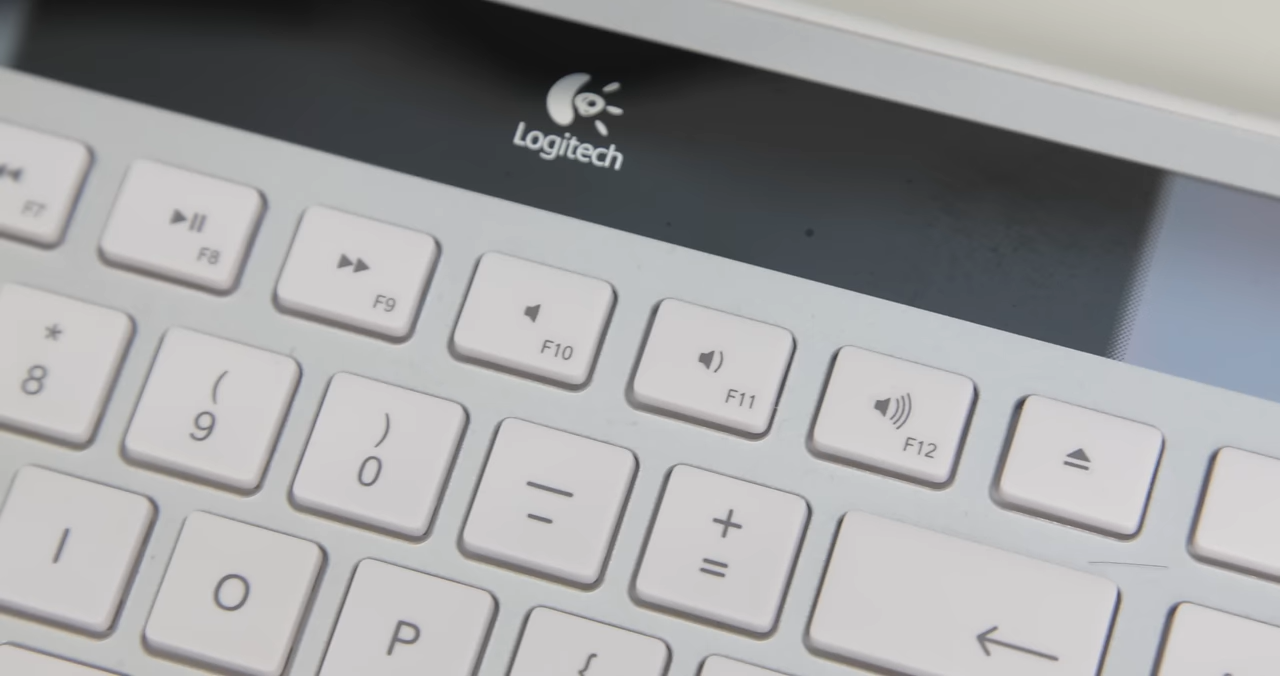 Logitech
F7
F8
F9
F10
F11
F12
*
8
(
9
)
0
—
-
+
=
I
O
P
{